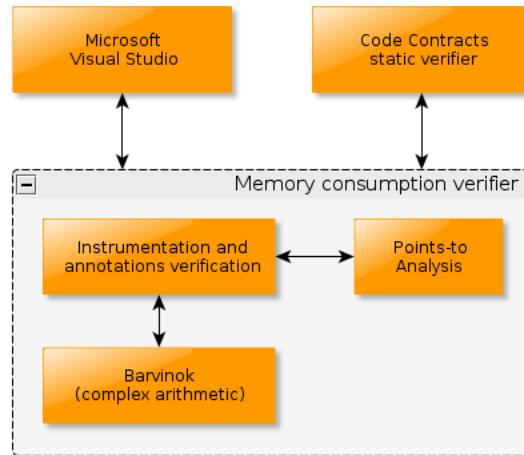 Microsoft
Visual Studio
Code Contracts
static verifier
Memory consumption verifier
Instrumentation and
annotations verification
Points-to
Analysis
Barvinok
(complex arithmetic)